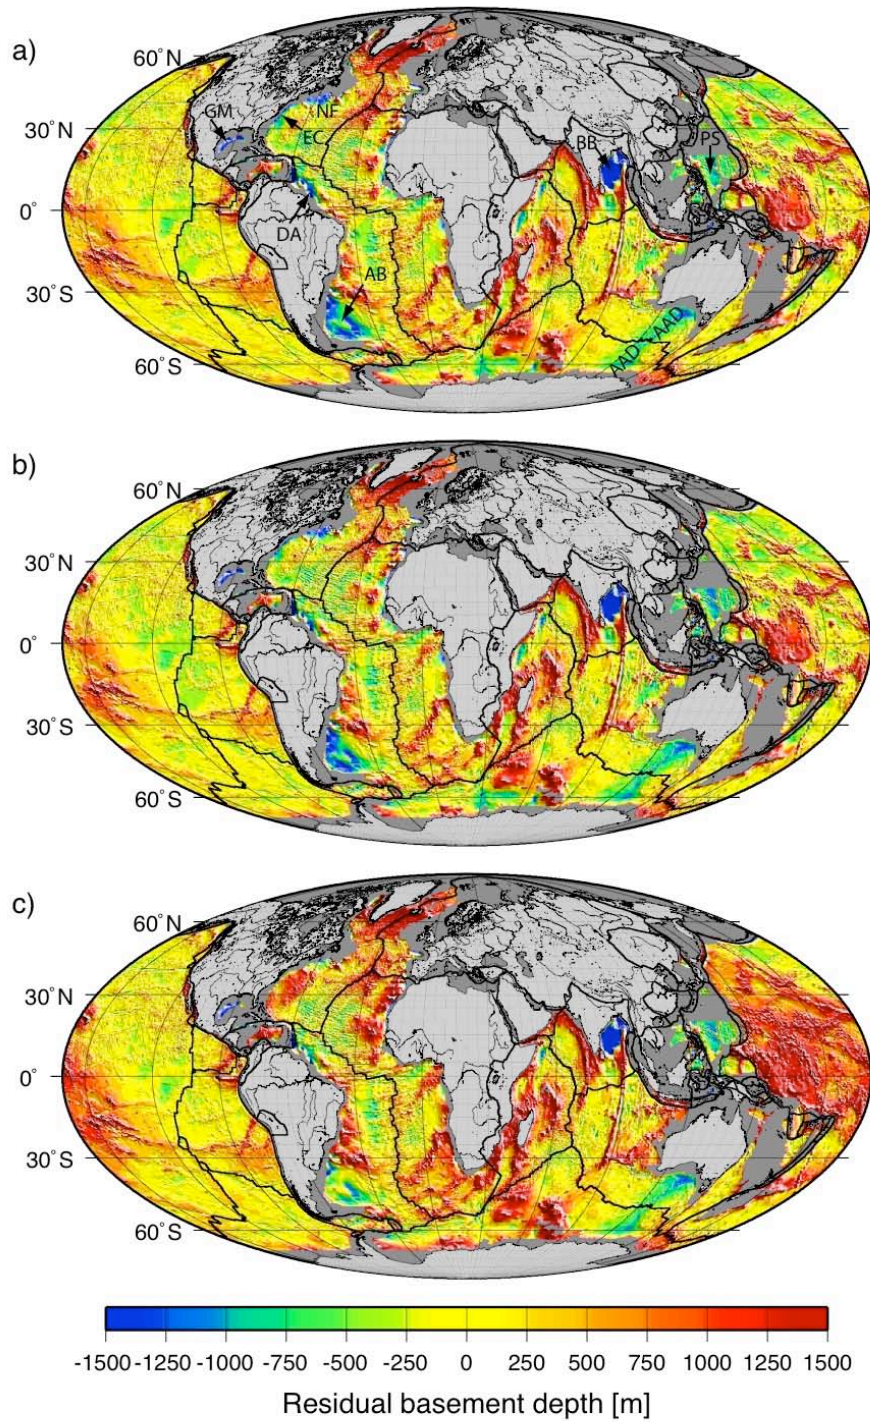 a)
60°N
GM
NF
30°N
EC
BB
PS
0°
DA
AB
30°S
AAD
AAD
60°S
b)
60°N
30°N
0°
30°S
60°S
c)
60°N
30°N
0°
30°S
60°S
-1500 -1250 -1000 -750 -500 -250 0 250 500 750 1000 1250 1500
Residual basement depth [m]